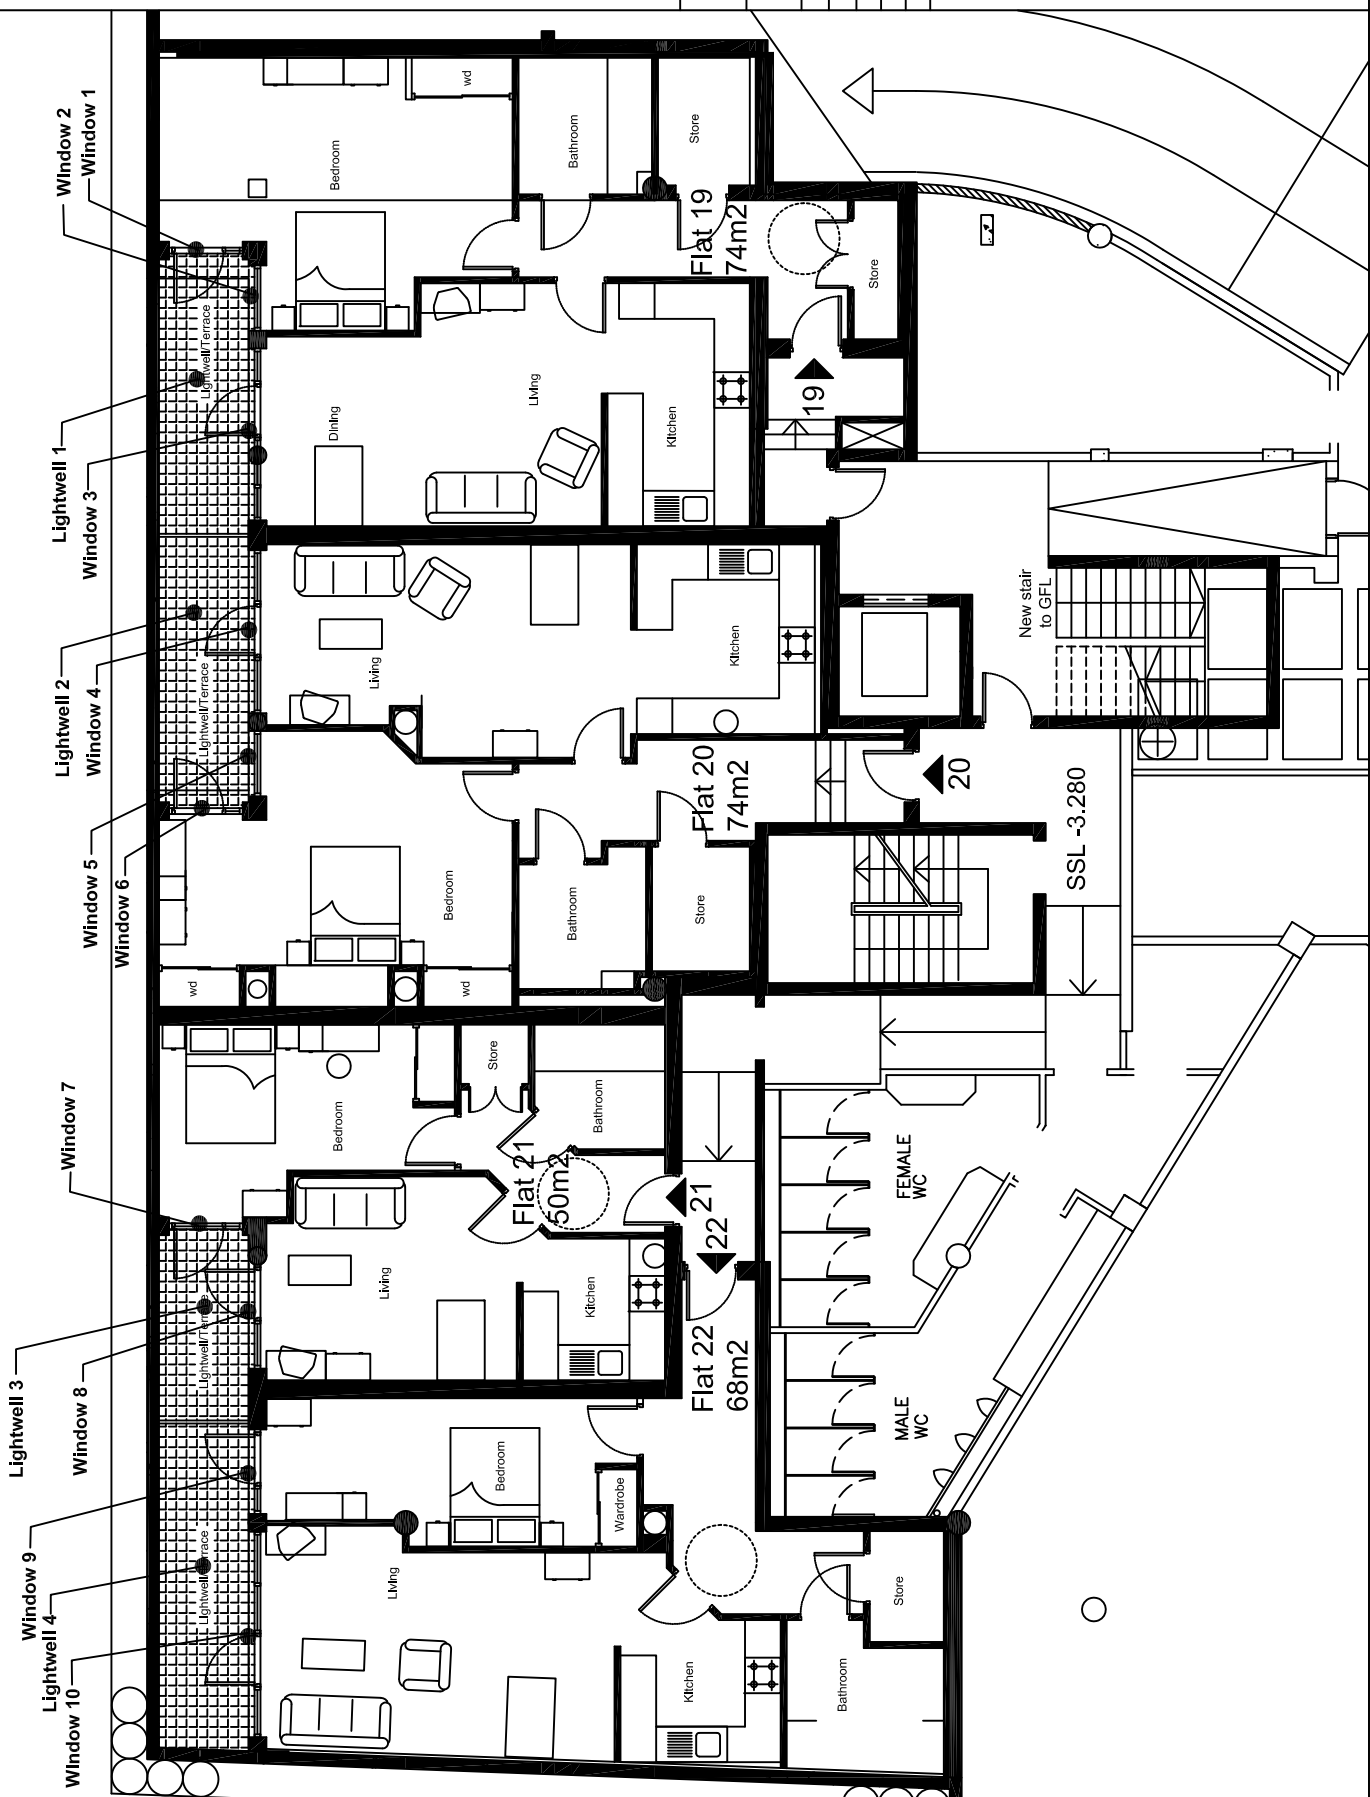 Window 2
Window 1
Lightwell 1
Window 3
Lightwell 2
Window 4
Window 5
Window 6
Window 7
Lightwell 3
Window 8
Window 9
Lightwell 4
Window 10
wd
Bedroom
Bathroom
Store
Flat 19
74m2
Store
Lightwell/Terrace
Dining
Living
Kitchen
19
Lightwell/Terrace
Living
Kitchen
New stair
to GFL
Flat 20
74m2
20
SSL -3.280
Bedroom
Bathroom
Store
wd
wd
Bedroom
Store
Bathroom
Flat 21
50m2
21
22
FEMALE
WC
Lightwell/Terrace
Living
Kitchen
Flat 22
68m2
MALE
WC
Bedroom
Wardrobe
Lightwell/Terrace
Living
Kitchen
Bathroom
Store